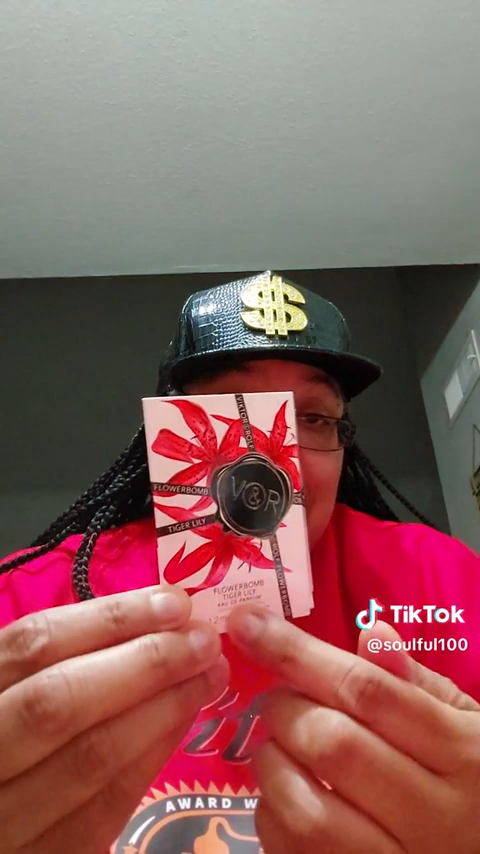 VIKTOR&ROLF
FLOWERBOMB
V&R
TIGER LILY
FLOWERBOMB
TIGER LILY
EAU DE PARFUM
TikTok
@soulful100
AWARD W